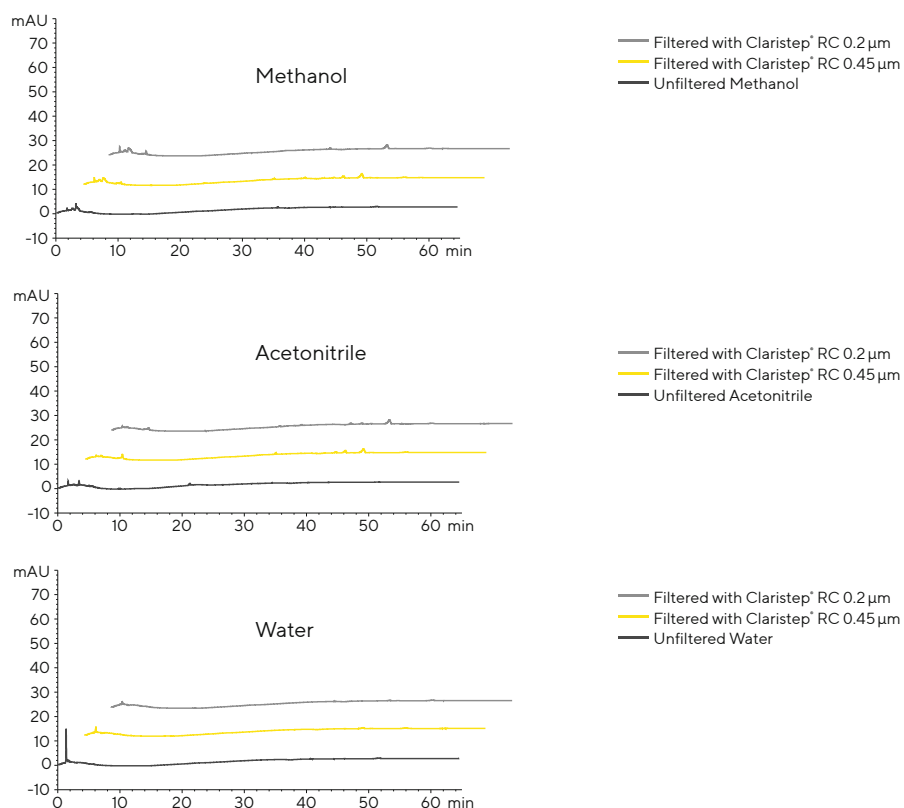 mAU
70
60
50
40
30
20
10
0
-10
0 10 20 30 40 50 60 min
Methanol
Filtered with Claristep® RC 0.2 µm
Filtered with Claristep® RC 0.45 µm
Unfiltered Methanol
mAU
70
60
50
40
30
20
10
0
-10
0 10 20 30 40 50 60 min
Acetonitrile
Filtered with Claristep® RC 0.2 µm
Filtered with Claristep® RC 0.45 µm
Unfiltered Acetonitrile
mAU
70
60
50
40
30
20
10
0
-10
0 10 20 30 40 50 60 min
Water
Filtered with Claristep® RC 0.2 µm
Filtered with Claristep® RC 0.45 µm
Unfiltered Water